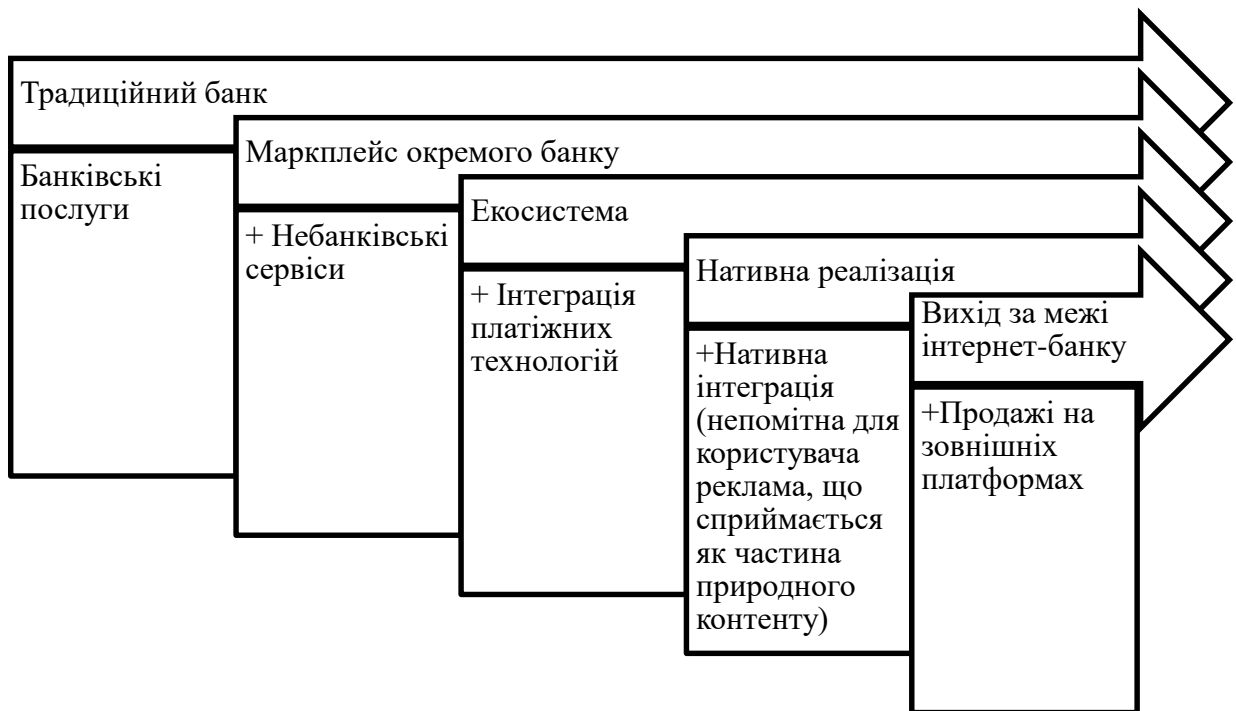 Традиційний банк
Банківські
послуги
Маркплейс окремого банку
+ Небанківські
сервіси
Екосистема
+ Інтеграція
платіжних
технологій
Нативна реалізація
+Нативна
інтеграція
(непомітна для
користувача
реклама, що
сприймається
як частина
природного
контенту)
Вихід за межі
інтернет-банку
+Продажі на
зовнішніх
платформах